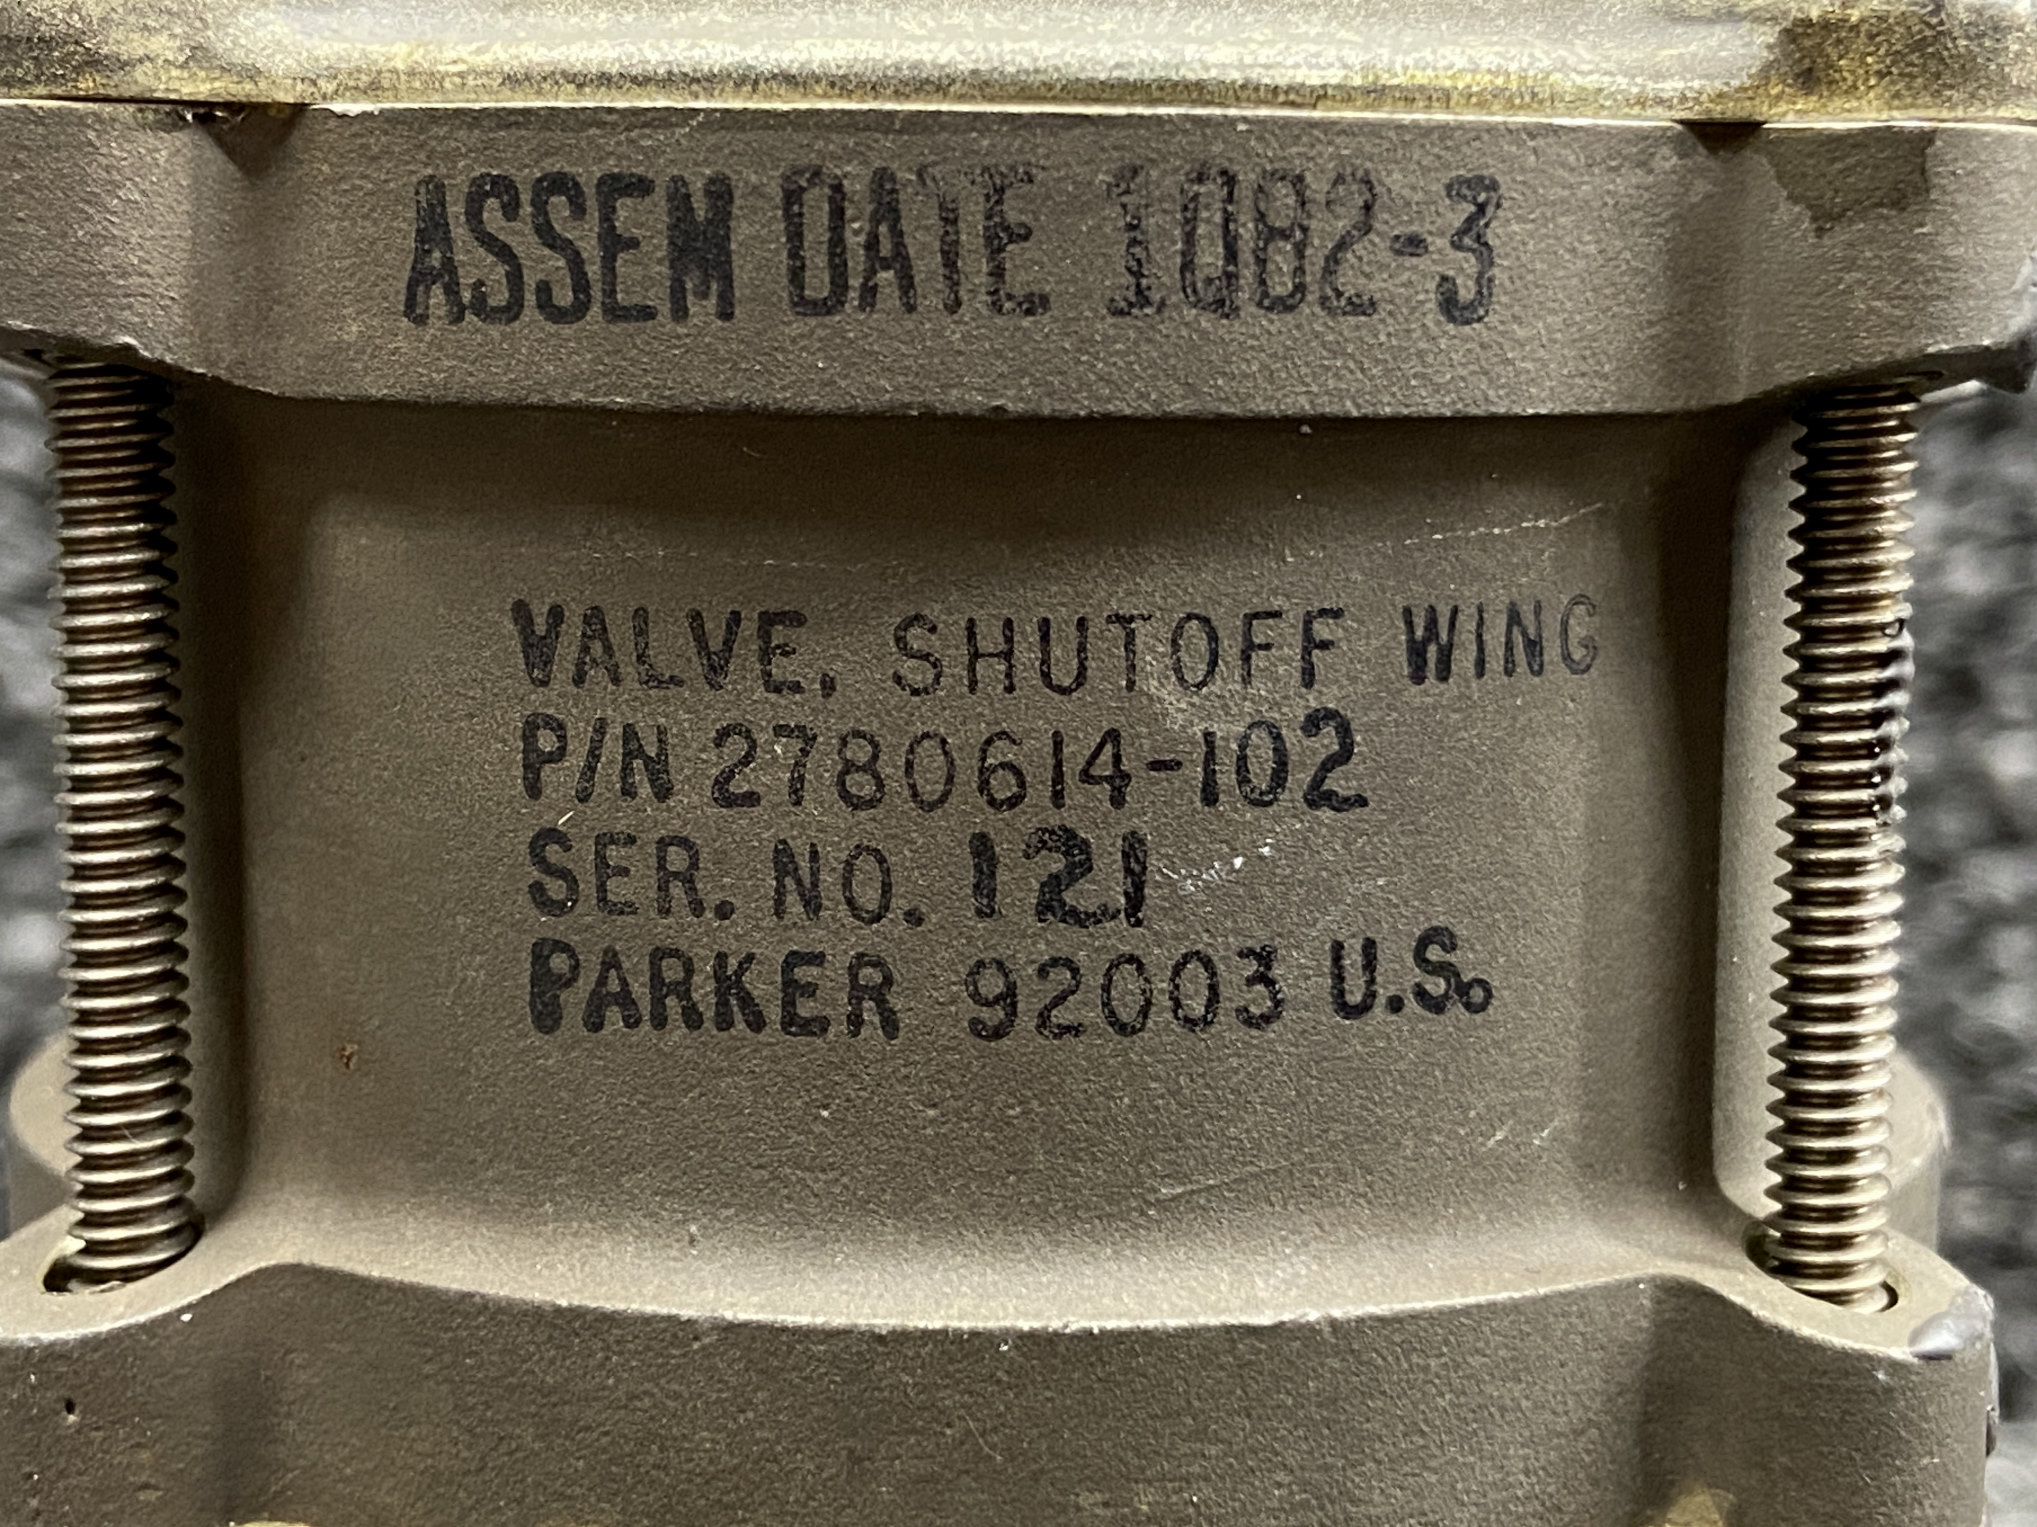 ASSEM DATE 1Q82-3
VALVE, SHUTOFF WING
P/N 2780614-102
SER. NO. 121
PARKER 92003 U.S.